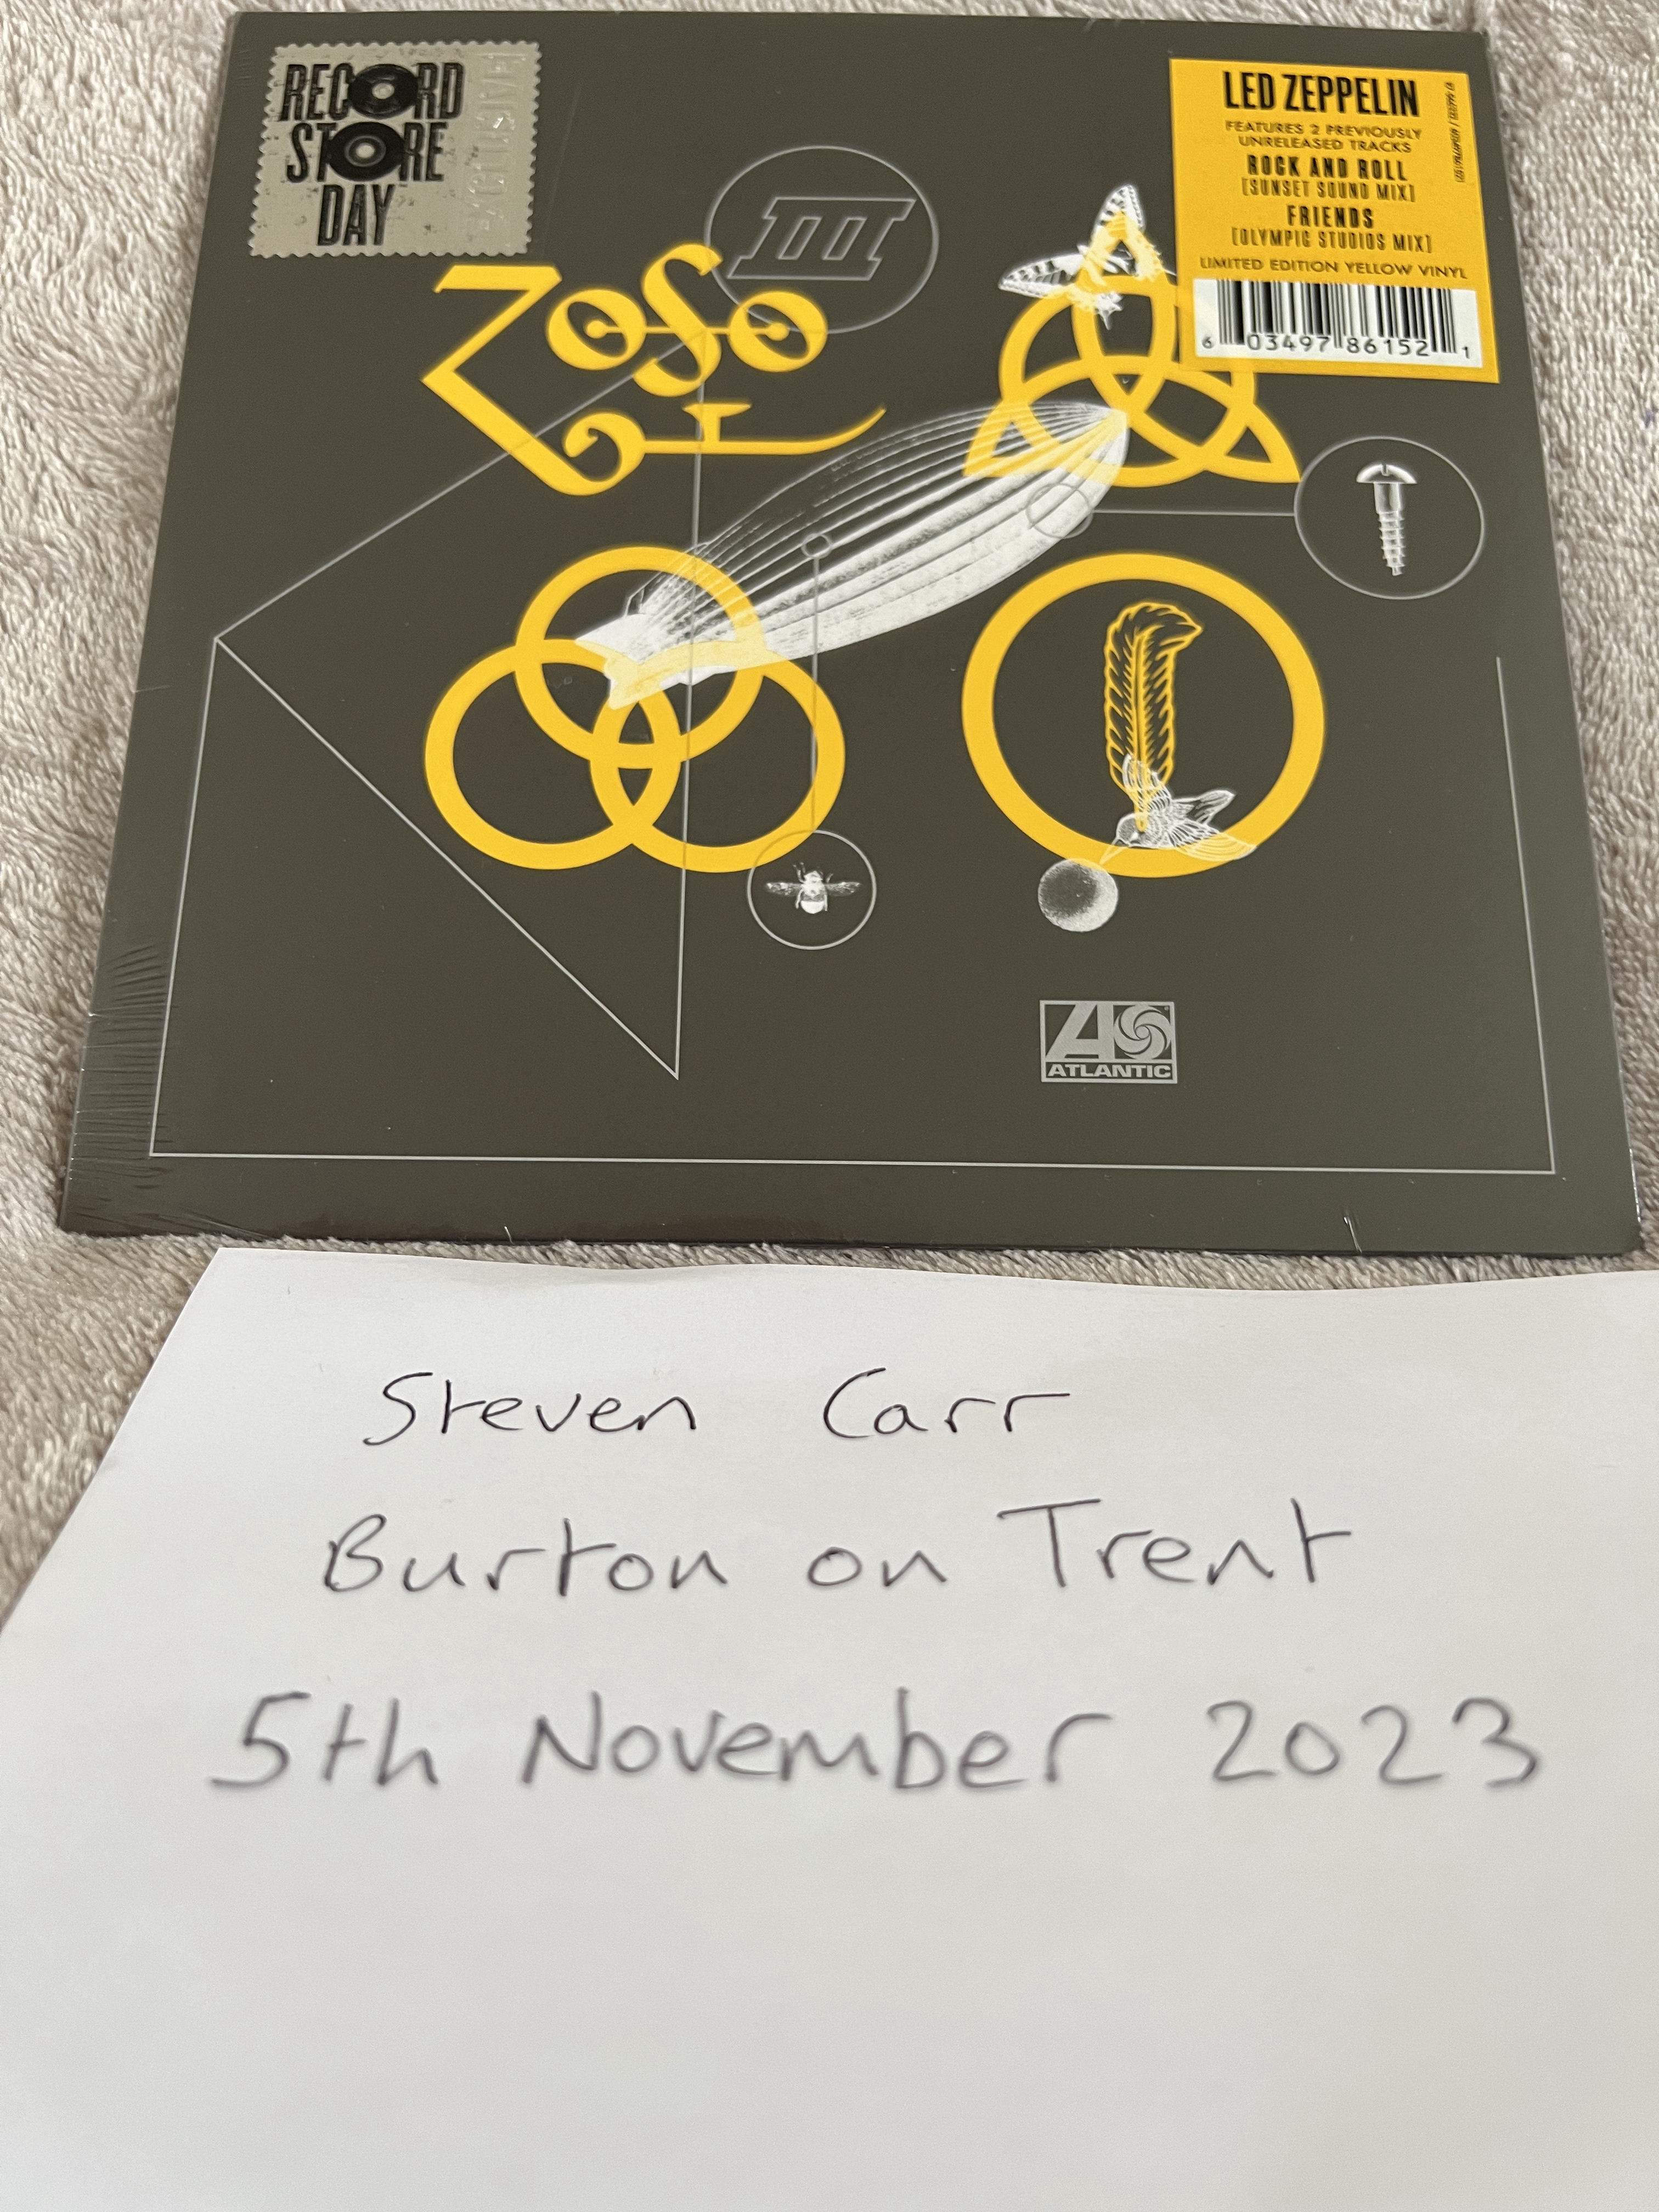 RECORD
STORE
DAY
III
ZoSo
LED ZEPPELIN
FEATURES 2 PREVIOUSLY
UNRELEASED TRACKS
ROCK AND ROLL
[SUNSET SOUND MIX]
FRIENDS
[OLYMPIC STUDIOS MIX]
LIMITED EDITION YELLOW VINYL
6 03497 86152 1
ATLANTIC
Steven Carr
Burton on Trent
5th November 2023